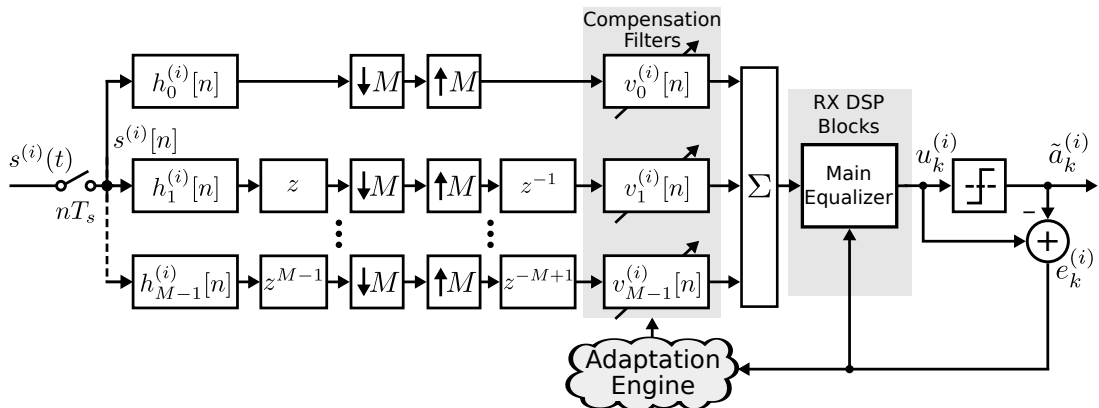 Compensation
Filters
h_0^{(i)}[n] ↓M ↑M v_0^{(i)}[n]
RX DSP
Blocks
s^{(i)}(t) s^{(i)}[n] u_k^{(i)} ã_k^{(i)}
nT_s h_1^{(i)}[n] z ↓M ↑M z^{-1} v_1^{(i)}[n] Σ
Main
Equalizer
−
+
e_k^{(i)}
h_{M-1}^{(i)}[n] z^{M-1} ↓M ↑M z^{-M+1} v_{M-1}^{(i)}[n]
Adaptation
Engine